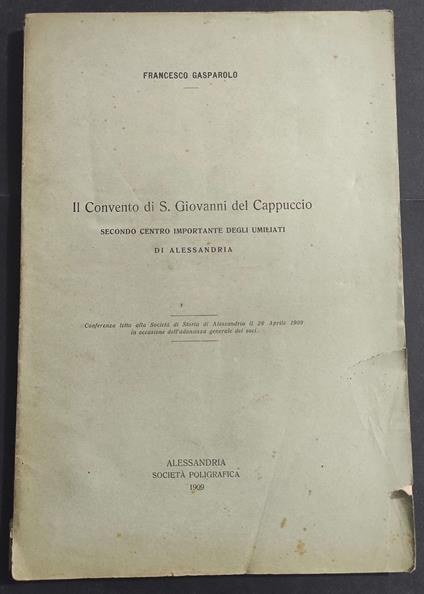 FRANCESCO GASPAROLO
Il Convento di S. Giovanni del Cappuccio
SECONDO CENTRO IMPORTANTE DEGLI UMILIATI
DI ALESSANDRIA
Conferenza letta alla Società di Storia di Alessandria il 28 Aprile 1909
in occasione dell'adunanza generale dei soci.
ALESSANDRIA
SOCIETÀ POLIGRAFICA
1909